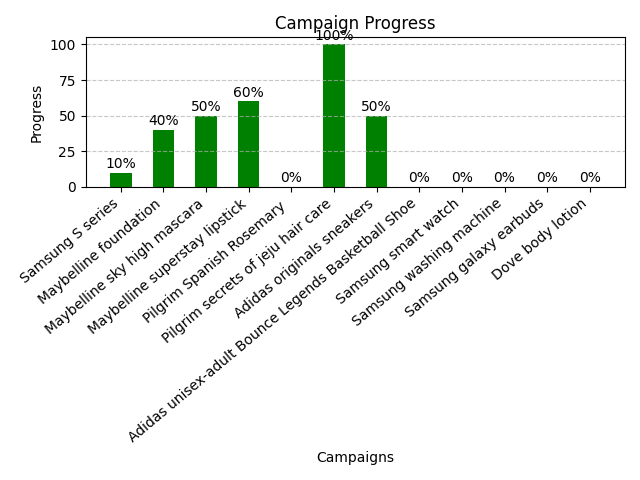 Campaign Progress
Progress
100
75
50
25
0
10%
40%
50%
60%
0%
100%
50%
0%
0%
0%
0%
0%
Samsung S series
Maybelline foundation
Maybelline sky high mascara
Maybelline superstay lipstick
Pilgrim Spanish Rosemary
Pilgrim secrets of jeju hair care
Adidas originals sneakers
Adidas unisex-adult Bounce Legends Basketball Shoe
Samsung smart watch
Samsung washing machine
Samsung galaxy earbuds
Dove body lotion
Campaigns